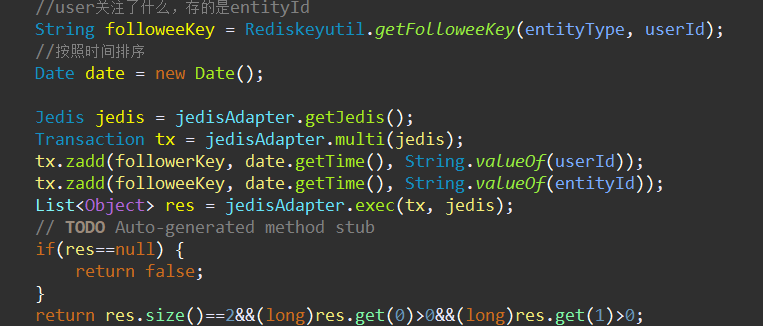 //user关注了什么，存的是entityId
String followeeKey = Rediskeyutil.getFolloweeKey(entityType, userId);
//按照时间排序
Date date = new Date();
Jedis jedis = jedisAdapter.getJedis();
Transaction tx = jedisAdapter.multi(jedis);
tx.zadd(followerKey, date.getTime(), String.valueOf(userId));
tx.zadd(followeeKey, date.getTime(), String.valueOf(entityId));
List<Object> res = jedisAdapter.exec(tx, jedis);
// TODO Auto-generated method stub
if(res==null) {
return false;
}
return res.size()==2&&(long)res.get(0)>0&&(long)res.get(1)>0;